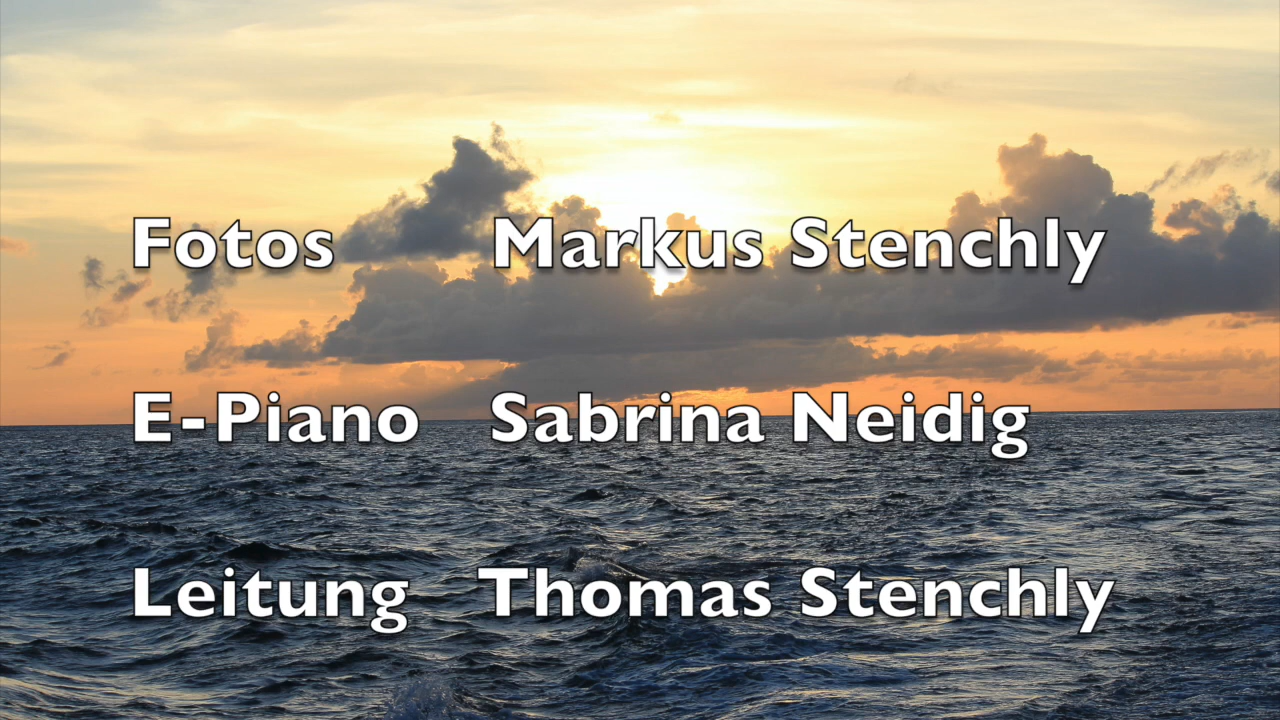 Fotos Markus Stenchly
E-Piano Sabrina Neidig
Leitung Thomas Stenchly